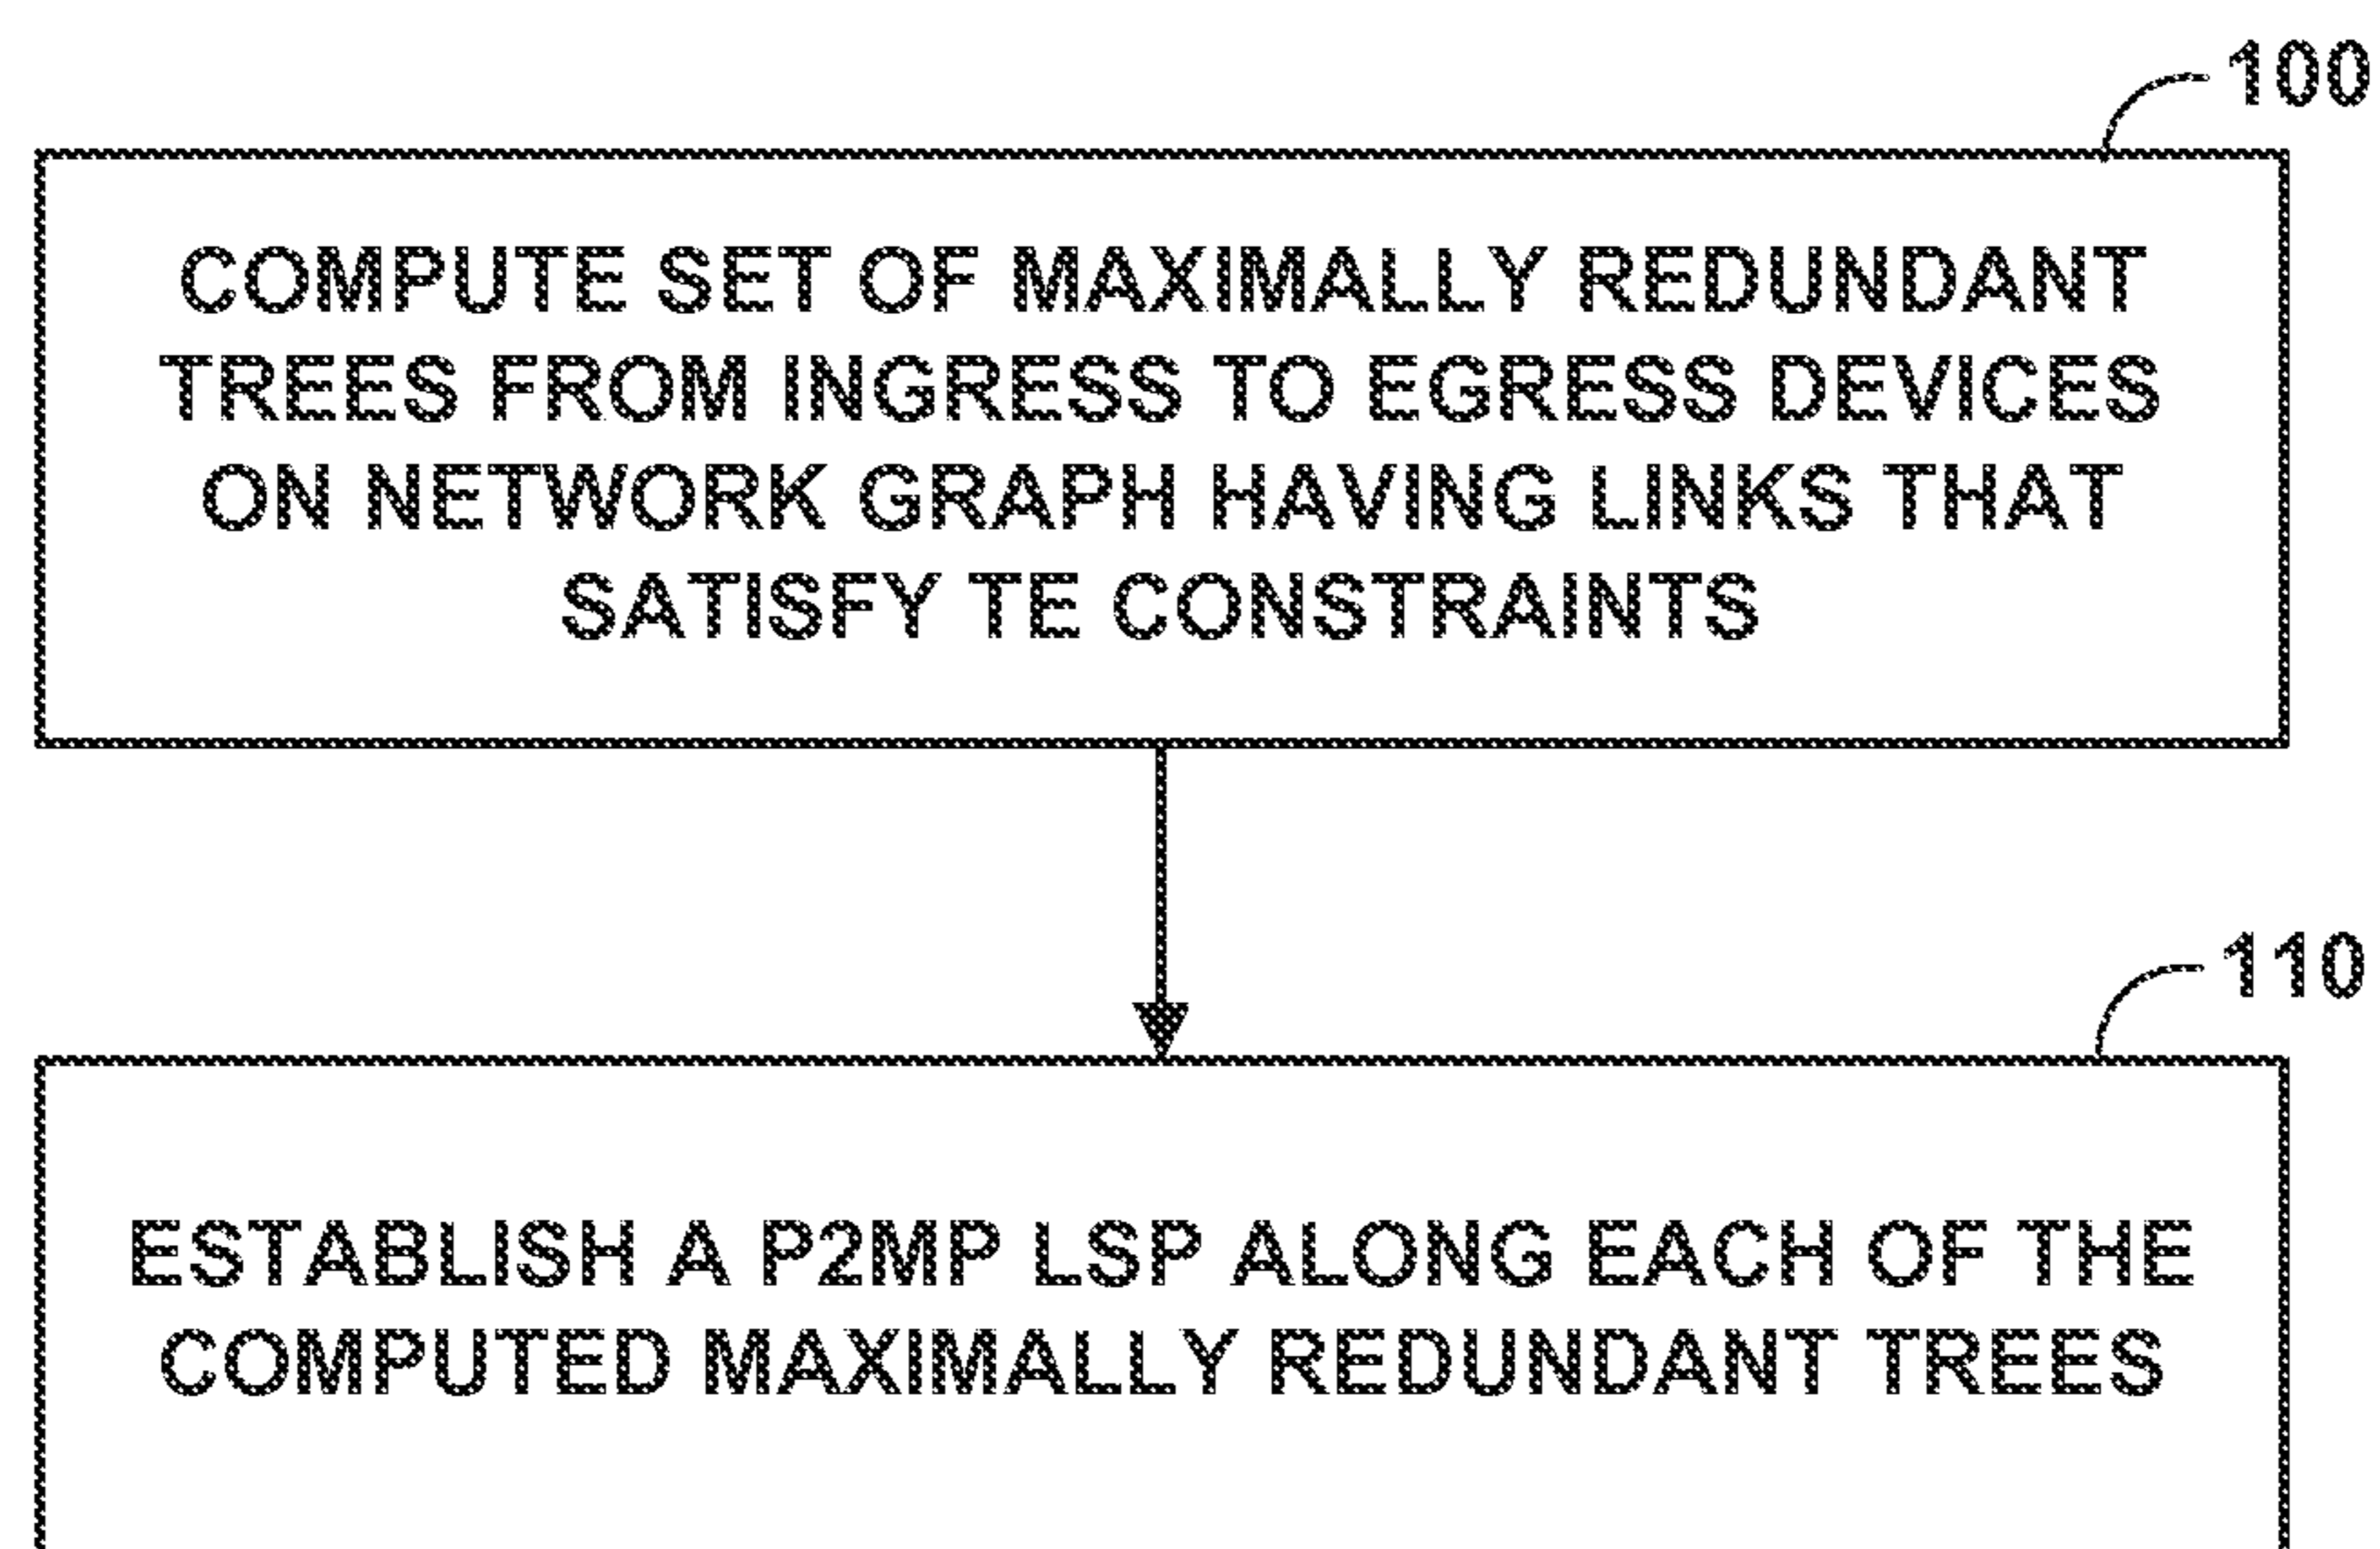 100
COMPUTE SET OF MAXIMALLY REDUNDANT
TREES FROM INGRESS TO EGRESS DEVICES
ON NETWORK GRAPH HAVING LINKS THAT
SATISFY TE CONSTRAINTS
110
ESTABLISH A P2MP LSP ALONG EACH OF THE
COMPUTED MAXIMALLY REDUNDANT TREES